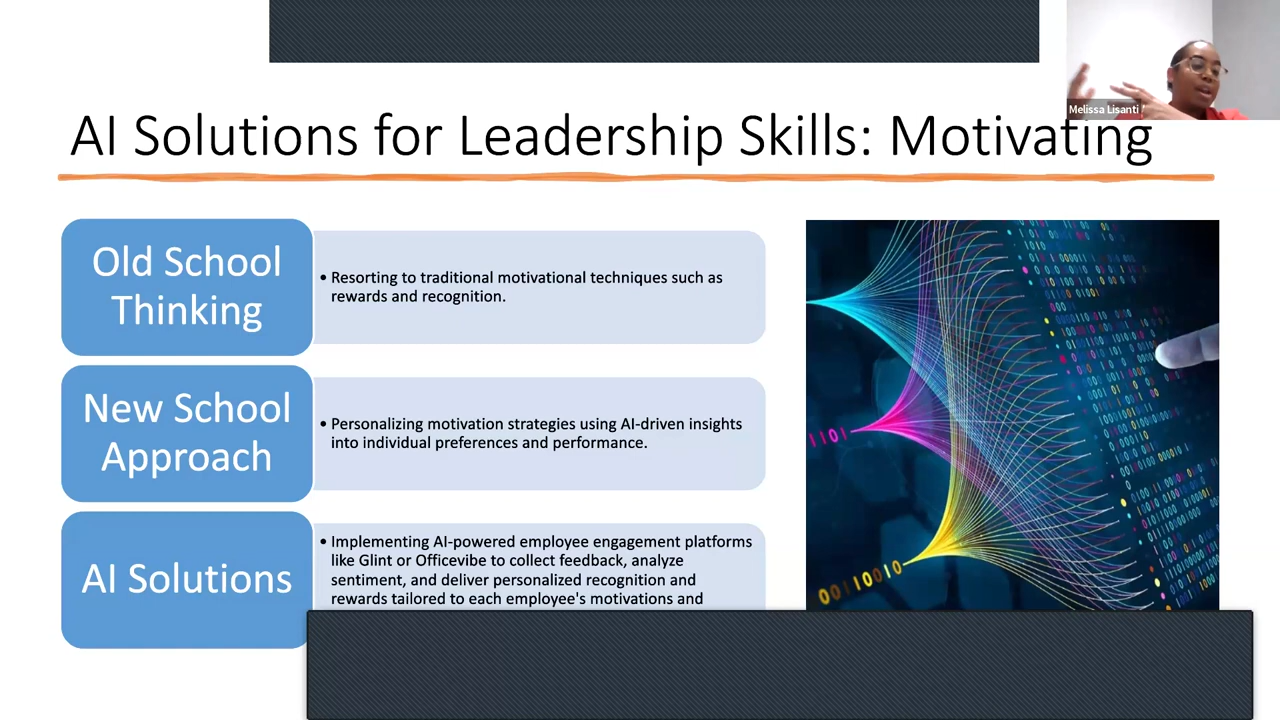 Melissa Lisanti
AI Solutions for Leadership Skills: Motivating
Old School
Thinking
• Resorting to traditional motivational techniques such as
rewards and recognition.
New School
Approach
• Personalizing motivation strategies using AI-driven insights
into individual preferences and performance.
AI Solutions
• Implementing AI-powered employee engagement platforms
like Glint or Officevibe to collect feedback, analyze
sentiment, and deliver personalized recognition and
rewards tailored to each employee's motivations and
1101
00110010